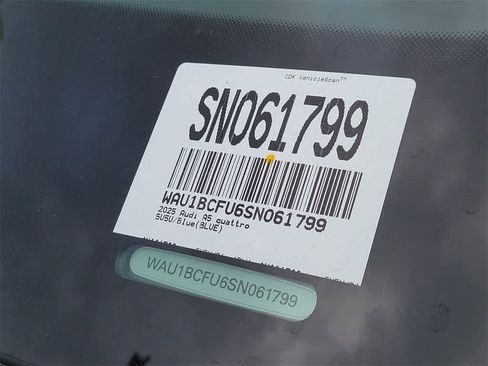 CDK VehicleScan™
SN061799
WAU1BCFU6SN061799
2025 Audi A5 quattro
5U5U/Blue(BLUE)
WAU1BCFU6SN061799